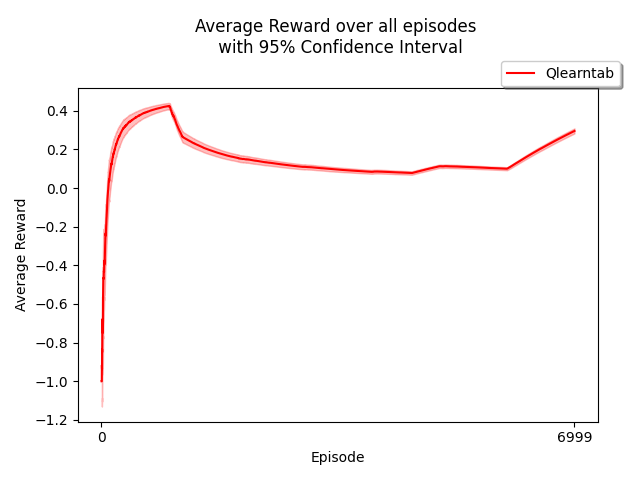 Average Reward over all episodes
with 95% Confidence Interval
Qlearntab
0.4
0.2
0.0
−0.2
−0.4
−0.6
−0.8
−1.0
−1.2
Average Reward
0
6999
Episode